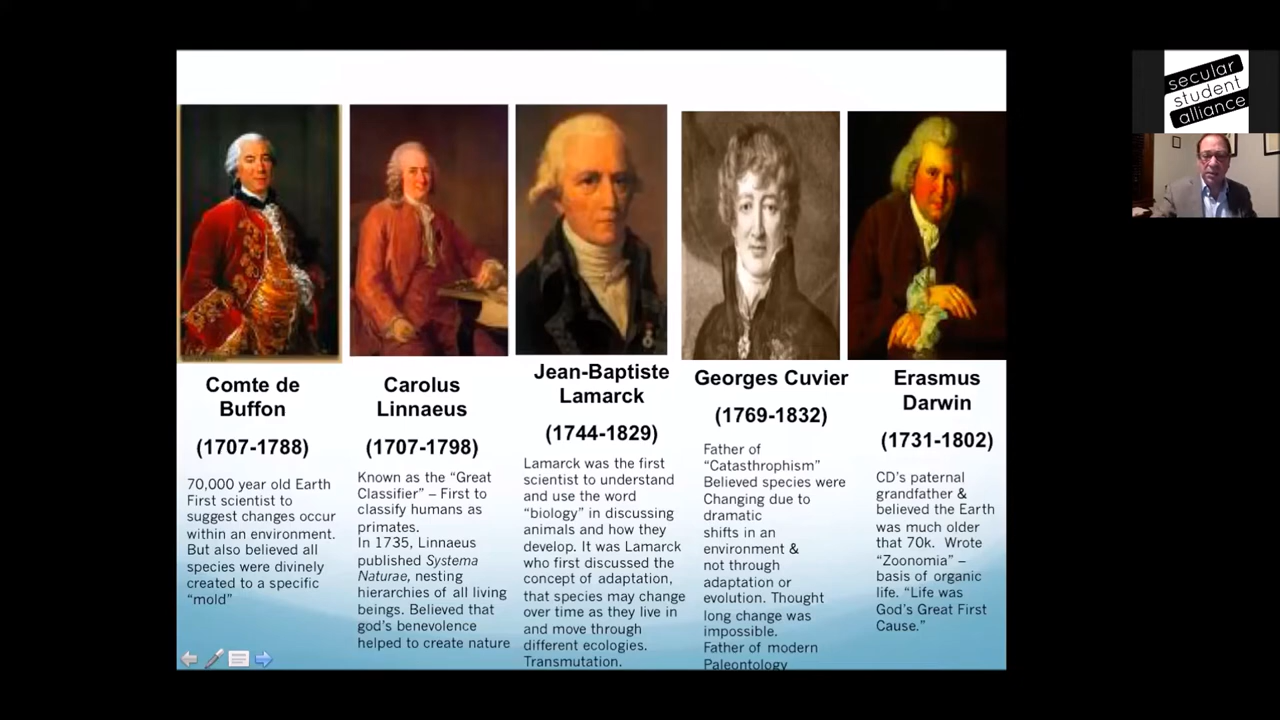 Comte de
Buffon
(1707-1788)
70,000 year old Earth
First scientist to
suggest changes occur
within an environment.
But also believed all
species were divinely
created to a specific
“mold”
Carolus
Linnaeus
(1707-1798)
Known as the “Great
Classifier” – First to
classify humans as
primates.
In 1735, Linnaeus
published Systema
Naturae, nesting
hierarchies of all living
beings. Believed that
god’s benevolence
helped to create nature
Jean-Baptiste
Lamarck
(1744-1829)
Lamarck was the first
scientist to understand
and use the word
“biology” in discussing
animals and how they
develop. It was Lamarck
who first discussed the
concept of adaptation,
that species may change
over time as they live in
and move through
different ecologies.
Transmutation.
Georges Cuvier
(1769-1832)
Father of
“Catasthrophism”
Believed species were
Changing due to
dramatic
shifts in an
environment &
not through
adaptation or
evolution. Thought
long change was
impossible.
Father of modern
Paleontology
Erasmus
Darwin
(1731-1802)
CD’s paternal
grandfather &
believed the Earth
was much older
that 70k. Wrote
“Zoonomia” –
basis of organic
life. “Life was
God’s Great First
Cause.”
secular
student
alliance